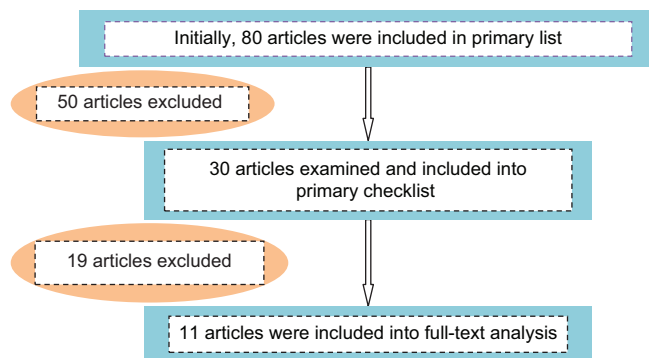 Initially, 80 articles were included in primary list
50 articles excluded
30 articles examined and included into
primary checklist
19 articles excluded
11 articles were included into full-text analysis